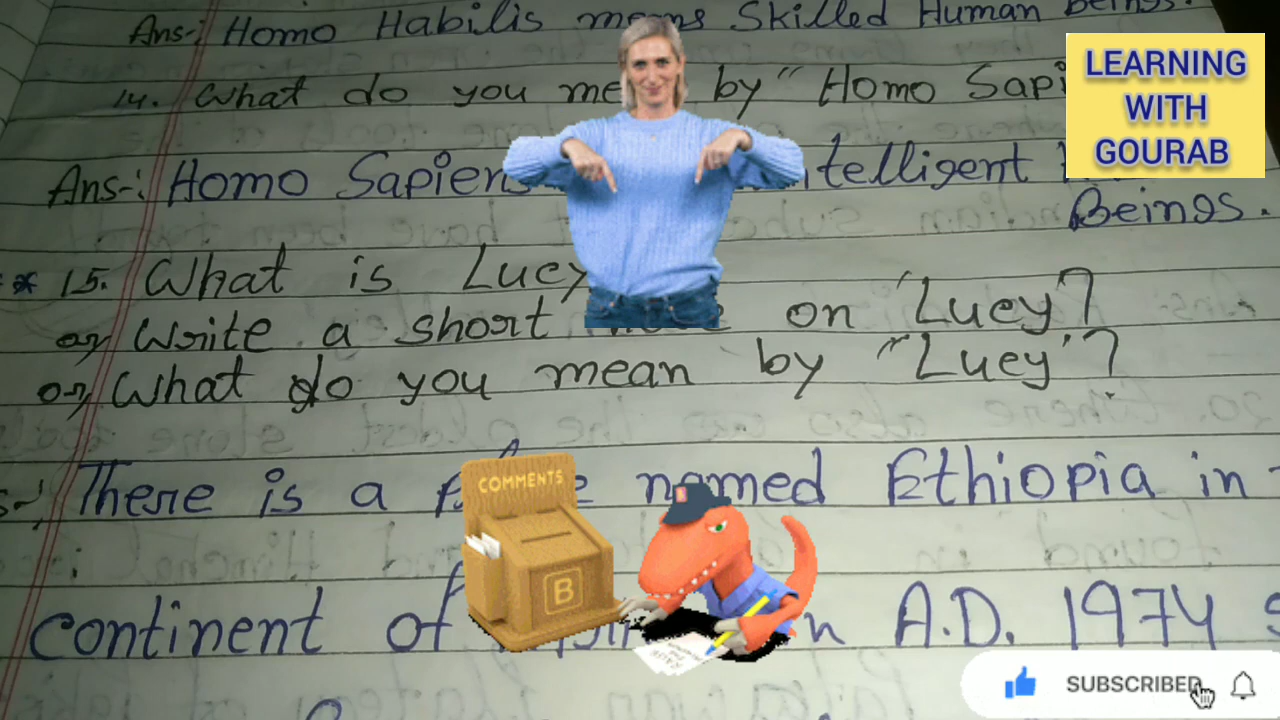 Ans-: Homo Habilis means Skilled Human Beings.
14. What do you me by "Homo Sapi
Ans-: Homo Sapiens telligent
Beings.
* 15. What is Lucy
or, Write a short on "Lucy"?
or, What do you mean by "Lucy"?
There is a named Ethiopia in
continent of A.D. 1974
LEARNING
WITH
GOURAB
COMMENTS
B
SUBSCRIBED